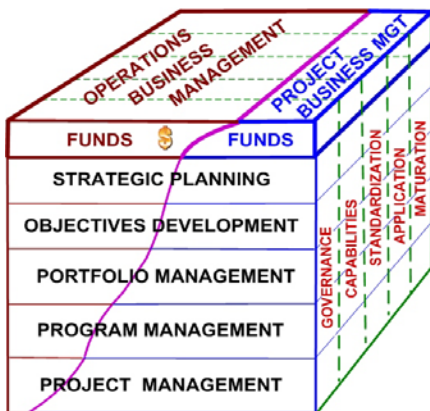 OPERATIONS
BUSINESS
MANAGEMENT
PROJECT
BUSINESS MGT
FUNDS $ FUNDS
STRATEGIC PLANNING
OBJECTIVES DEVELOPMENT
PORTFOLIO MANAGEMENT
PROGRAM MANAGEMENT
PROJECT MANAGEMENT
GOVERNANCE
CAPABILITIES
STANDARDIZATION
APPLICATION
MATURATION